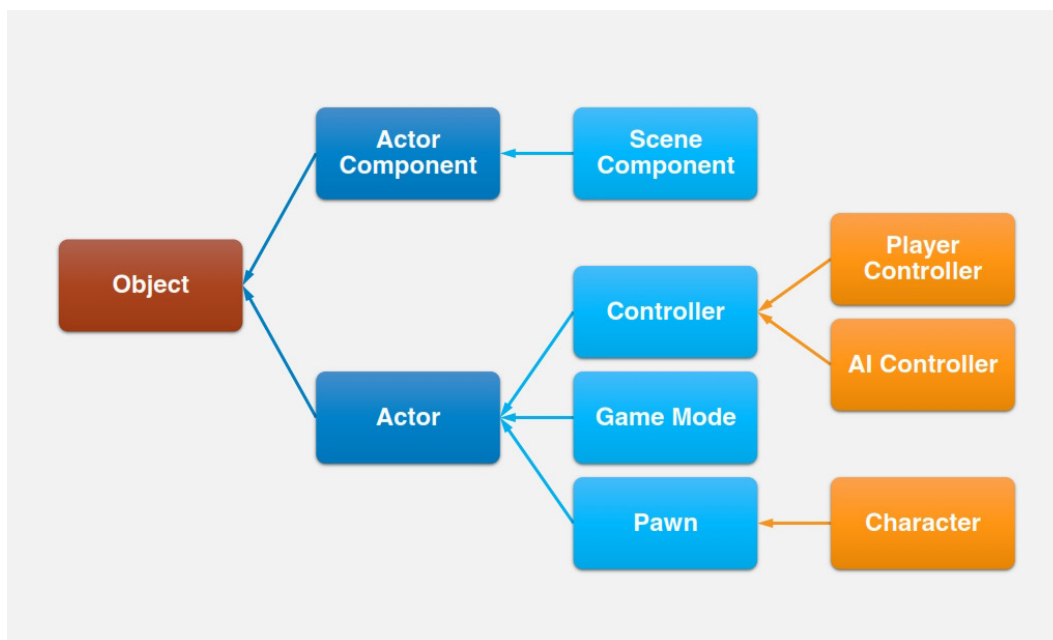 Actor
Component
Scene
Component
Player
Controller
Object
Controller
AI Controller
Actor
Game Mode
Pawn
Character